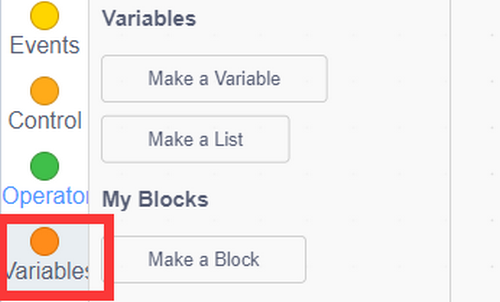 Events
Control
Operator
Variables
Variables
Make a Variable
Make a List
My Blocks
Make a Block